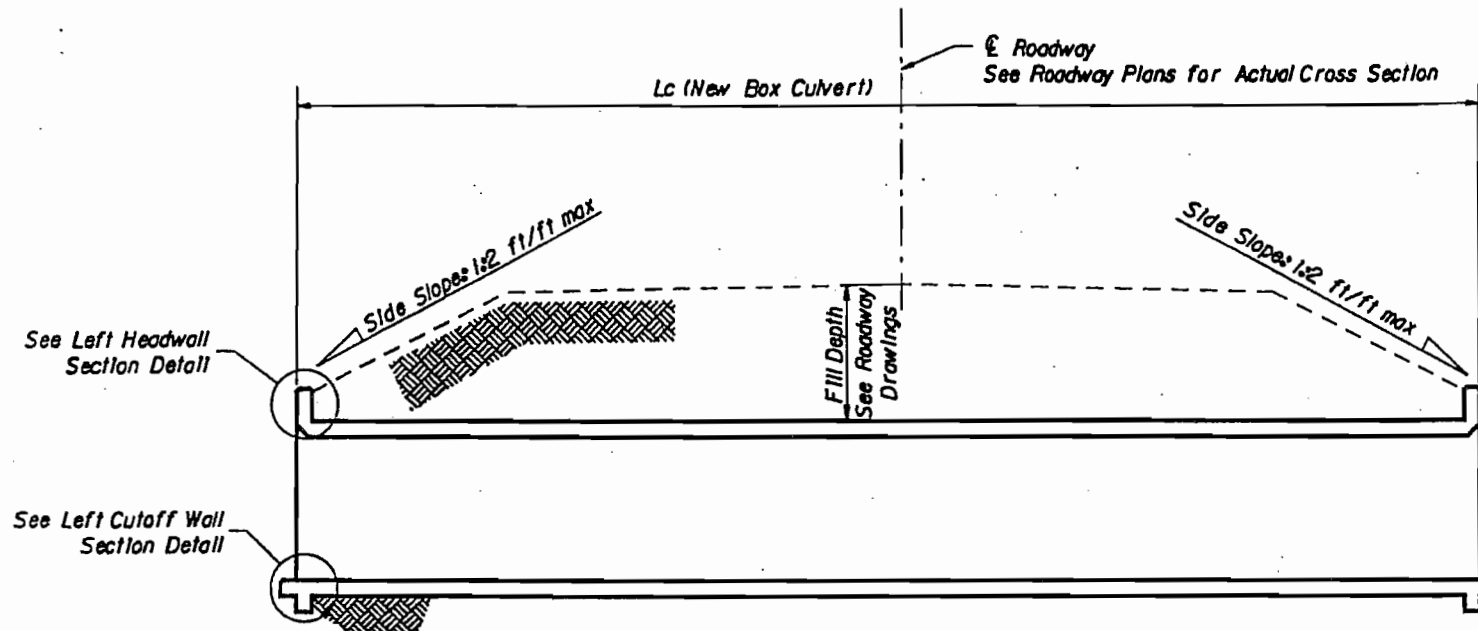 ℄ Roadway
See Roadway Plans for Actual Cross Section
Lc (New Box Culvert)
Side Slope: 1:2 ft/ft max
Side Slope: 1:2 ft/ft max
See Left Headwall
Section Detail
Fill Depth
See Roadway
Drawings
See Left Cutoff Wall
Section Detail